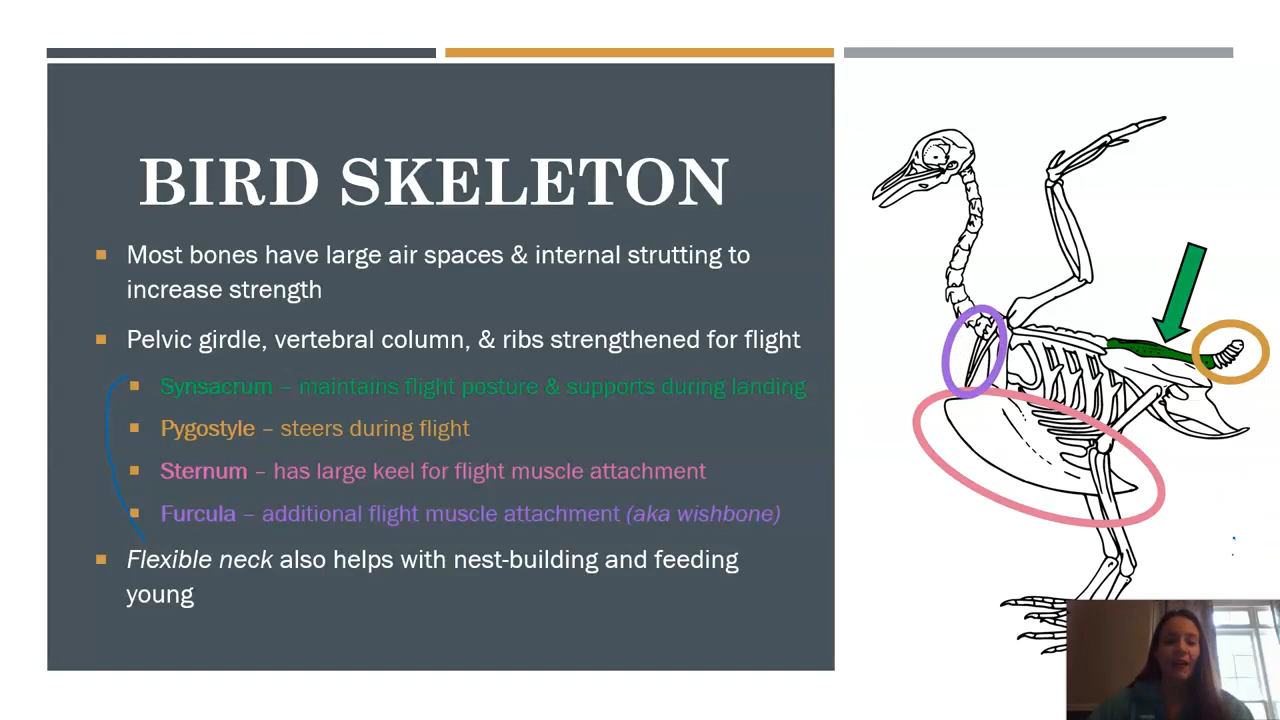 BIRD SKELETON
Most bones have large air spaces & internal strutting to
increase strength
Pelvic girdle, vertebral column, & ribs strengthened for flight
Synsacrum – maintains flight posture & supports during landing
Pygostyle – steers during flight
Sternum – has large keel for flight muscle attachment
Furcula – additional flight muscle attachment (aka wishbone)
Flexible neck also helps with nest-building and feeding
young